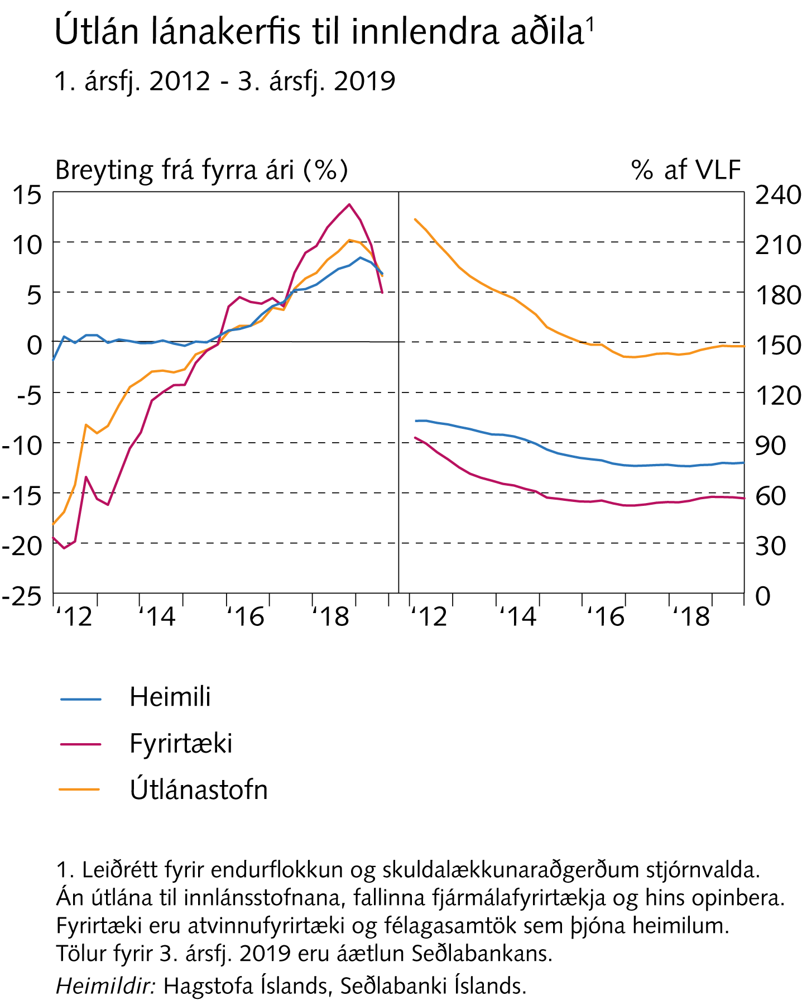 Útlán lánakerfis til innlendra aðila¹
1. ársfj. 2012 - 3. ársfj. 2019
Breyting frá fyrra ári (%)
% af VLF
15
10
5
0
-5
-10
-15
-20
-25
240
210
180
150
120
90
60
30
0
‘12 ‘14 ‘16 ‘18
‘12 ‘14 ‘16 ‘18
Heimili
Fyrirtæki
Útlánastofn
1. Leiðrétt fyrir endurflokkun og skuldalækkunaraðgerðum stjórnvalda.
Án útlána til innlánsstofnana, fallinna fjármálafyrirtækja og hins opinbera.
Fyrirtæki eru atvinnufyrirtæki og félagasamtök sem þjóna heimilum.
Tölur fyrir 3. ársfj. 2019 eru áætlun Seðlabankans.
Heimildir: Hagstofa Íslands, Seðlabanki Íslands.